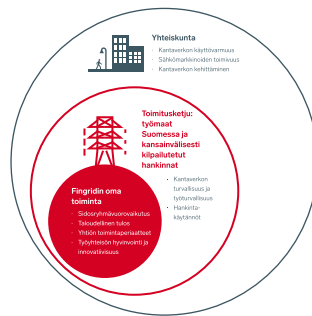 Yhteiskunta
· Kantaverkon käyttövarmuus
· Sähkömarkkinoiden toimivuus
· Kantaverkon kehittäminen
Toimitusketju:
työmaat
Suomessa ja
kansainvälisesti
kilpailutetut
hankinnat
· Kantaverkon
turvallisuus ja
työturvallisuus
· Hankinta-
käytännöt
Fingridin oma
toiminta
· Sidosryhmävuorovaikutus
· Taloudellinen tulos
· Yhtiön toimintaperiaatteet
· Työyhteisön hyvinvointi ja
innovatiivisuus